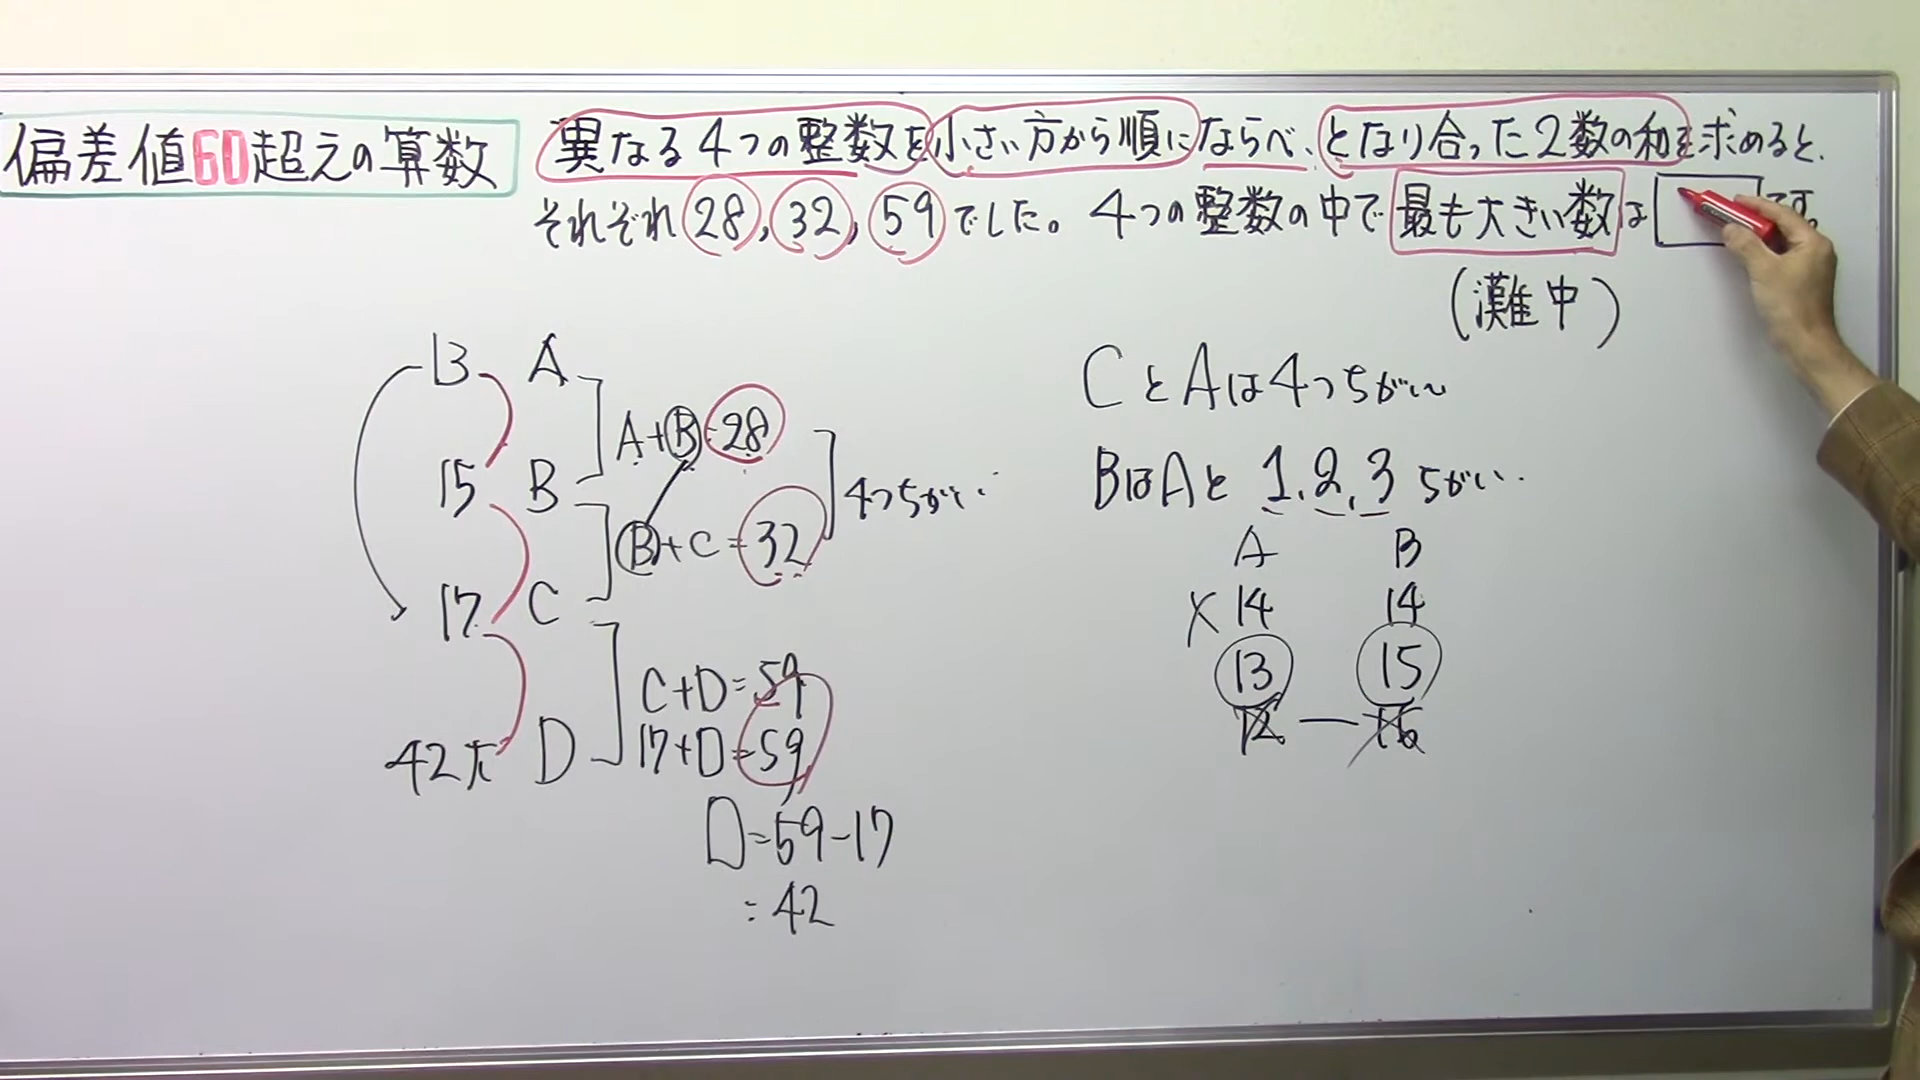 偏差値60超えの算数
異なる4つの整数を小さい方から順にならべ、となり合った2数の和を求めると、
それぞれ28, 32, 59でした。4つの整数の中で最も大きい数は です。
(灘中)
13 A
A+B=28
15 B
B+C=32
4つちがい
17 C
C+D=59
17+D=59
42大 D
D=59-17
=42
CとAは4つちがい
BはAと1, 2, 3ちがい
A B
×14 14
13 15
12 — 16